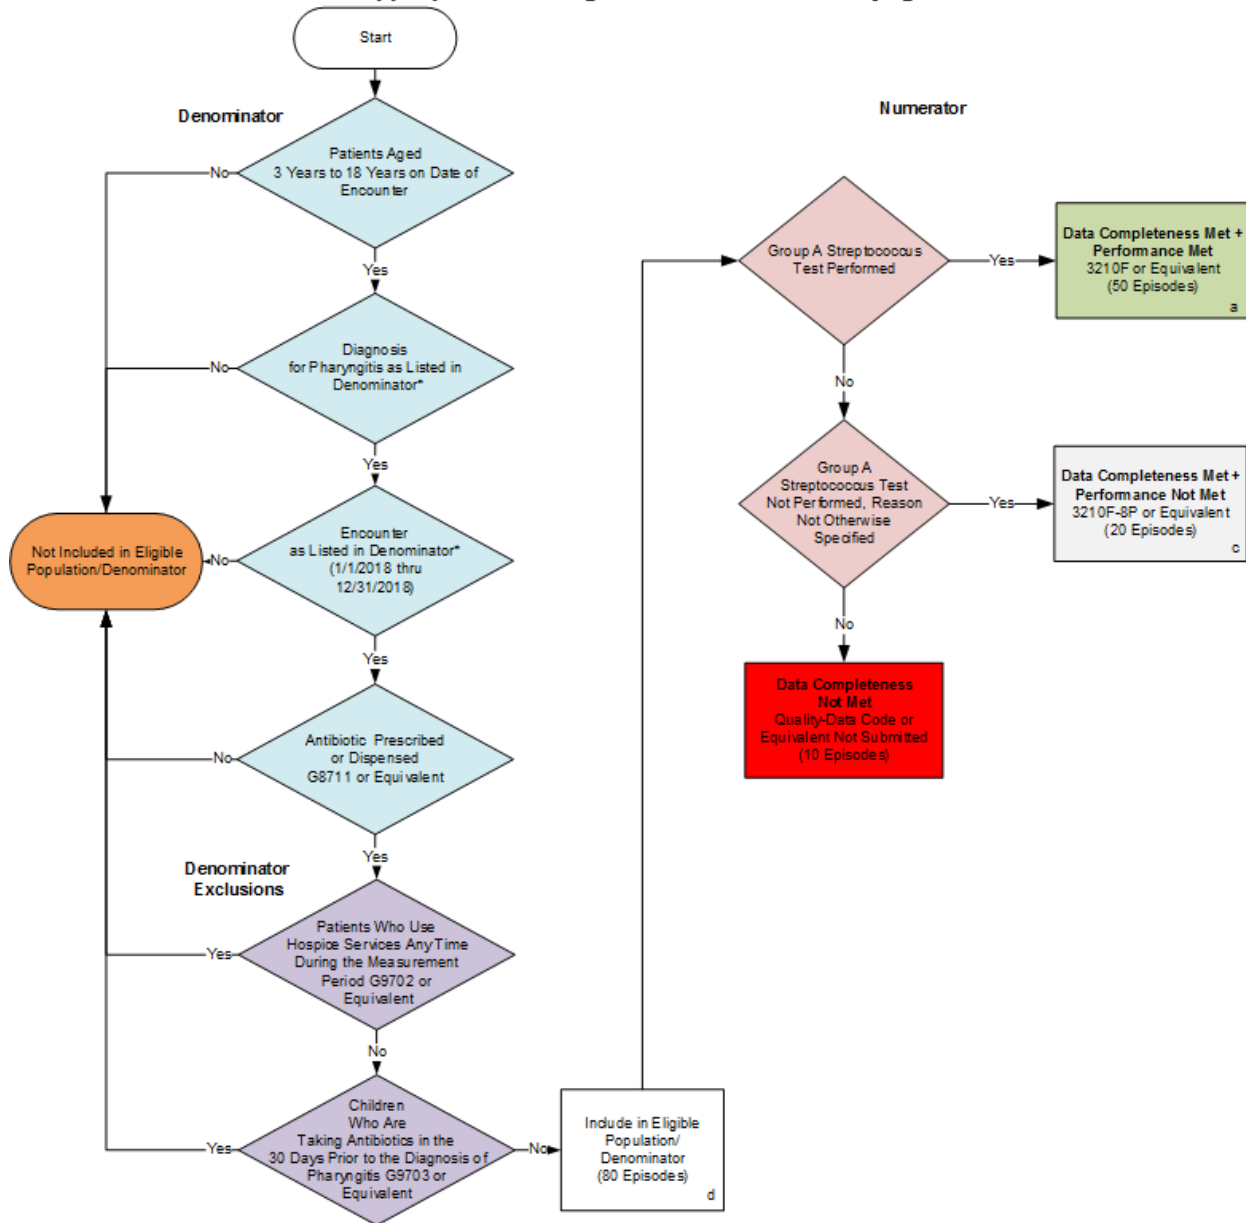 Start
Denominator
Patients Aged
3 Years to 18 Years on Date of
Encounter
No
Yes
Diagnosis
for Pharyngitis as Listed in
Denominator*
No
Yes
Encounter
as Listed in Denominator*
(1/1/2018 thru
12/31/2018)
No
Not Included in Eligible
Population/Denominator
Yes
Antibiotic Prescribed
or Dispensed
G8711 or Equivalent
No
Yes
Denominator
Exclusions
Patients Who Use
Hospice Services Any Time
During the Measurement
Period G9702 or
Equivalent
Yes
No
Children
Who Are
Taking Antibiotics in the
30 Days Prior to the Diagnosis of
Pharyngitis G9703 or
Equivalent
Yes
No
Include in Eligible
Population/
Denominator
(80 Episodes)
d
Numerator
Group A Streptococcus
Test Performed
Yes
Data Completeness Met +
Performance Met
3210F or Equivalent
(50 Episodes)
a
No
Group A
Streptococcus Test
Not Performed, Reason
Not Otherwise
Specified
Yes
Data Completeness Met +
Performance Not Met
3210F-8P or Equivalent
(20 Episodes)
c
No
Data Completeness
Not Met
Quality-Data Code or
Equivalent Not Submitted
(10 Episodes)